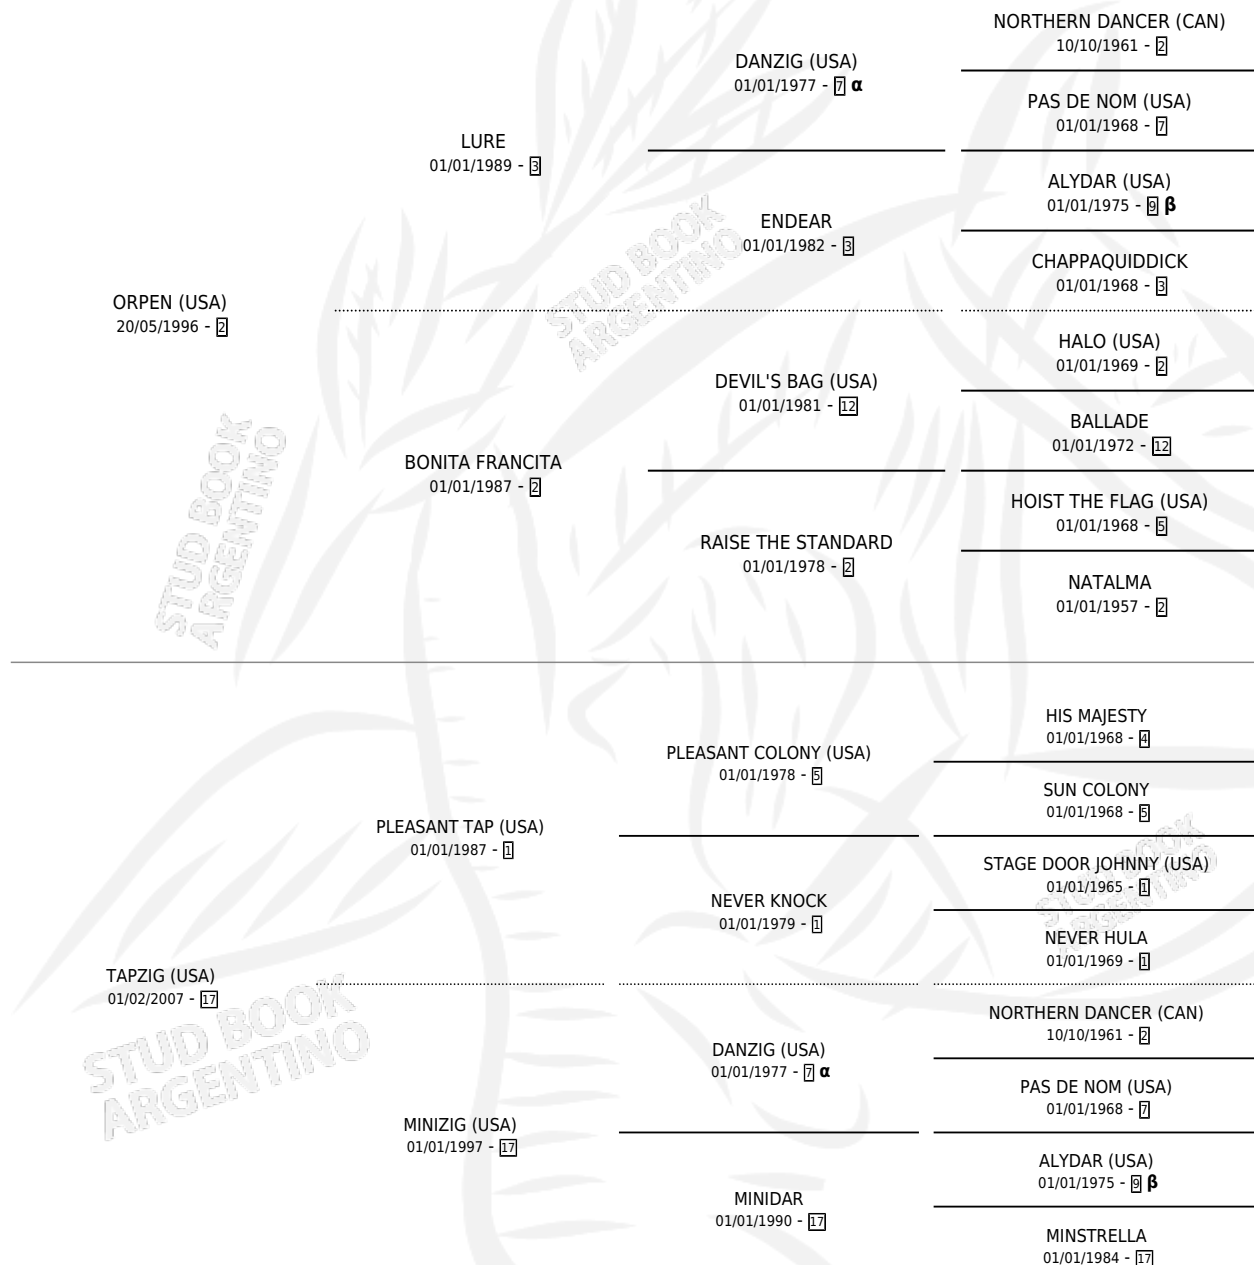 NORTHERN DANCER (CAN)
10/10/1961 - 2
DANZIG (USA)
01/01/1977 - 7 α
PAS DE NOM (USA)
01/01/1968 - 7
LURE
01/01/1989 - 3
ALYDAR (USA)
01/01/1975 - 9 β
ENDEAR
01/01/1982 - 3
CHAPPAQUIDDICK
01/01/1968 - 3
STUD BOOK
ARGENTINO
ORPEN (USA)
20/05/1996 - 2
HALO (USA)
01/01/1969 - 2
DEVIL'S BAG (USA)
01/01/1981 - 12
BALLADE
01/01/1972 - 12
BONITA FRANCITA
01/01/1987 - 2
HOIST THE FLAG (USA)
01/01/1968 - 5
RAISE THE STANDARD
01/01/1978 - 2
NATALMA
01/01/1957 - 2
STUD BOOK
ARGENTINO
HIS MAJESTY
01/01/1968 - 4
PLEASANT COLONY (USA)
01/01/1978 - 5
SUN COLONY
01/01/1968 - 5
PLEASANT TAP (USA)
01/01/1987 - 1
STAGE DOOR JOHNNY (USA)
01/01/1965 - 1
STUD BOOK
ARGENTINO
NEVER KNOCK
01/01/1979 - 1
NEVER HULA
01/01/1969 - 1
TAPZIG (USA)
01/02/2007 - 17
NORTHERN DANCER (CAN)
10/10/1961 - 2
DANZIG (USA)
01/01/1977 - 7 α
PAS DE NOM (USA)
01/01/1968 - 7
STUD BOOK
ARGENTINO
MINIZIG (USA)
01/01/1997 - 17
ALYDAR (USA)
01/01/1975 - 9 β
MINIDAR
01/01/1990 - 17
MINSTRELLA
01/01/1984 - 17